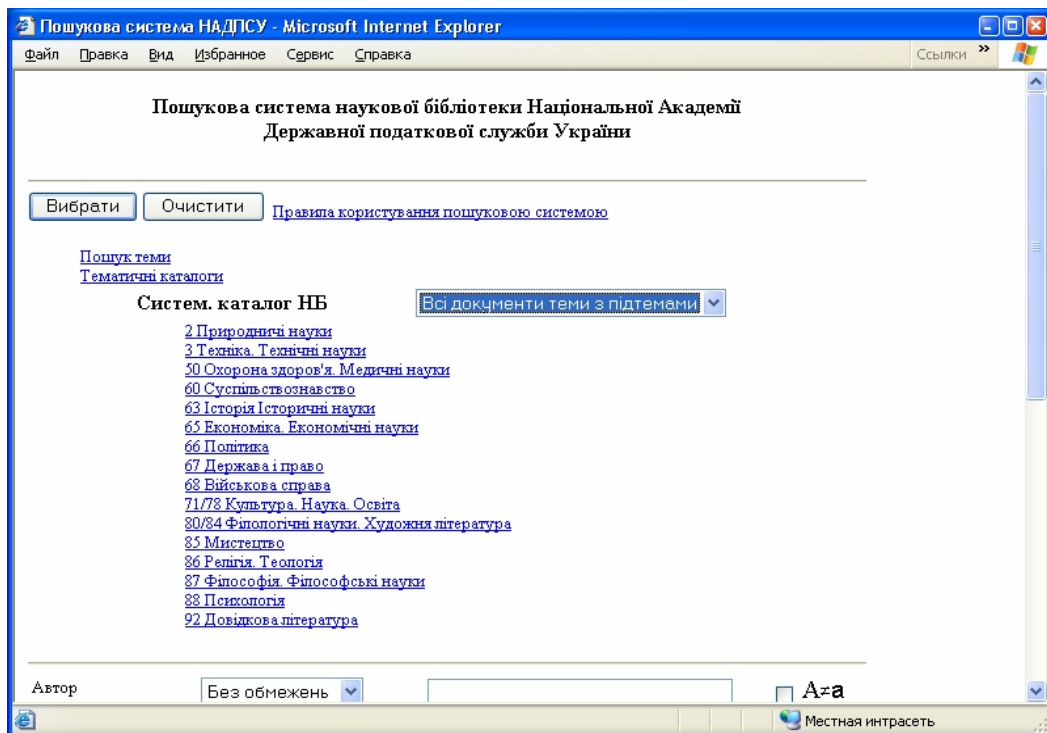 Пошукова система НАДПСУ - Microsoft Internet Explorer
Файл Правка Вид Избранное Сервис Справка Ссылки »
Пошукова система наукової бібліотеки Національної Академії
Державної податкової служби України
Вибрати Очистити Правила користування пошуковою системою
Пошук теми
Тематичні каталоги
Систем. каталог НБ Всі документи теми з підтемами
2 Природничі науки
3 Техніка. Технічні науки
50 Охорона здоров'я. Медичні науки
60 Суспільствознавство
63 Історія Історичні науки
65 Економіка. Економічні науки
66 Політика
67 Держава і право
68 Військова справа
71/78 Культура. Наука. Освіта
80/84 Філологічні науки. Художня література
85 Мистецтво
86 Релігія. Теологія
87 Філософія. Філософські науки
88 Психологія
92 Довідкова література
Автор Без обмежень A≠a
Местная интрасеть